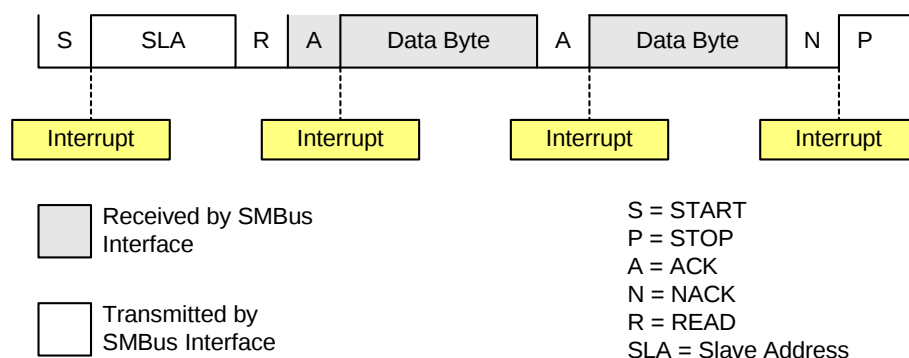 S SLA R A Data Byte A Data Byte N P
Interrupt Interrupt Interrupt Interrupt
Received by SMBus
Interface
Transmitted by
SMBus Interface
S = START
P = STOP
A = ACK
N = NACK
R = READ
SLA = Slave Address